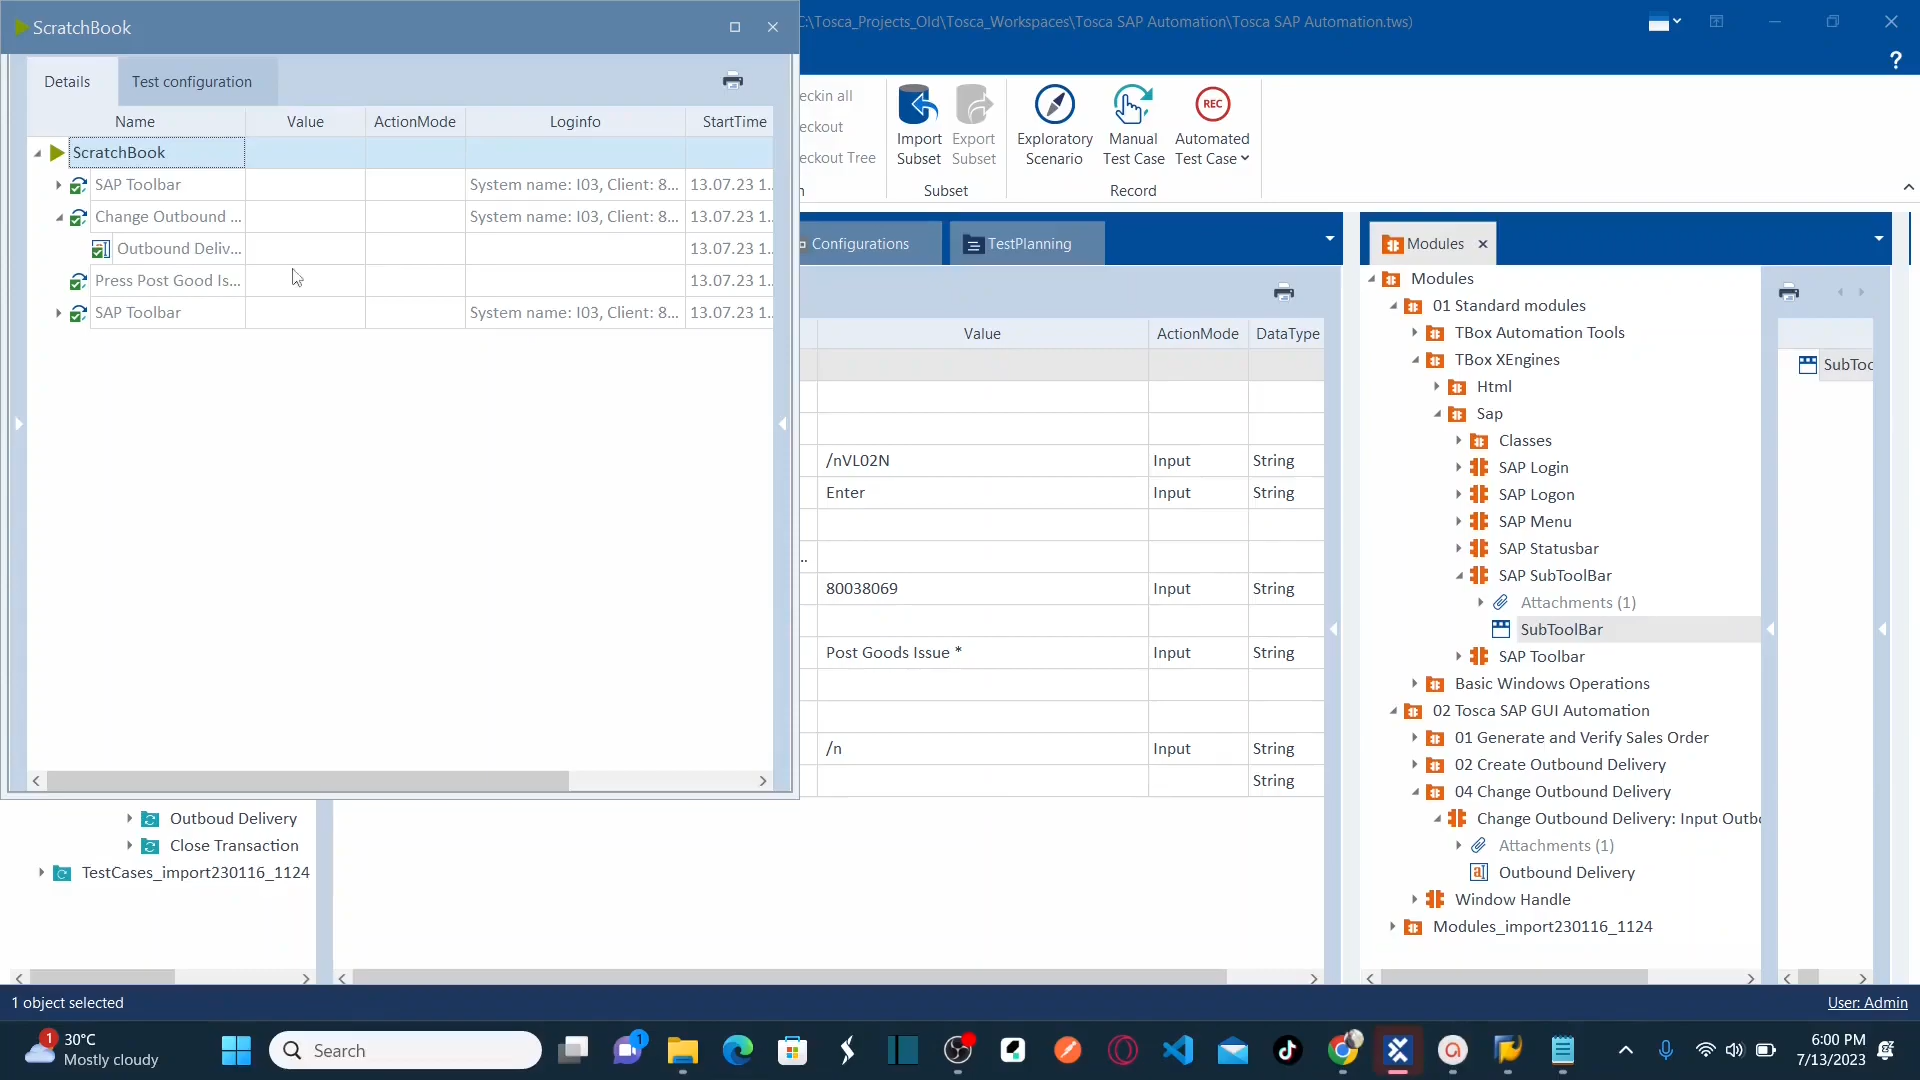 ScratchBook
C:\Tosca_Projects_Old\Tosca_Workspaces\Tosca SAP Automation\Tosca SAP Automation.tws)
?
Details
Test configuration
Name
Value
ActionMode
Loginfo
StartTime
ScratchBook
SAP Toolbar
System name: I03, Client: 8...
13.07.23 1...
Change Outbound ...
System name: I03, Client: 8...
13.07.23 1...
Outbound Deliv...
13.07.23 1...
Press Post Good Is...
13.07.23 1...
SAP Toolbar
System name: I03, Client: 8...
13.07.23 1...
eckin all
eckout
eckout Tree
Import
Subset
Export
Subset
Subset
Exploratory
Scenario
Manual
Test Case
REC
Automated
Test Case
Record
Configurations
TestPlanning
Value
ActionMode
DataType
/nVL02N
Input
String
Enter
Input
String
..
80038069
Input
String
Post Goods Issue *
Input
String
/n
Input
String
String
Modules
Modules
01 Standard modules
TBox Automation Tools
TBox XEngines
Html
Sap
Classes
SAP Login
SAP Logon
SAP Menu
SAP Statusbar
SAP SubToolBar
Attachments (1)
SubToolBar
SAP Toolbar
Basic Windows Operations
02 Tosca SAP GUI Automation
01 Generate and Verify Sales Order
02 Create Outbound Delivery
04 Change Outbound Delivery
Change Outbound Delivery: Input Outbo
Attachments (1)
Outbound Delivery
Window Handle
Modules_import230116_1124
SubToo
Outboud Delivery
Close Transaction
TestCases_import230116_1124
1 object selected
User: Admin
1
30°C
Mostly cloudy
Search
1
6:00 PM
7/13/2023